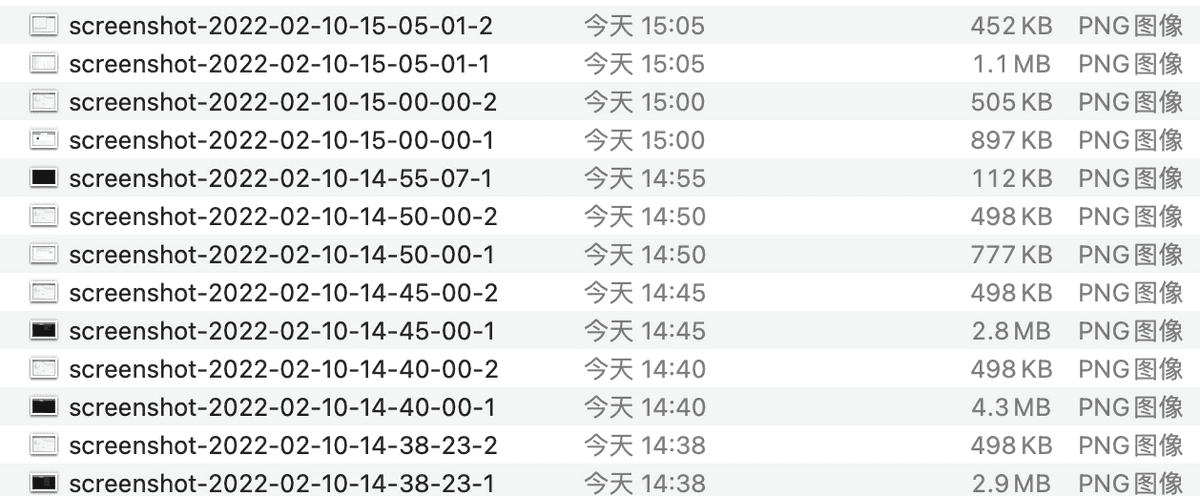 screenshot-2022-02-10-15-05-01-2 今天 15:05 452 KB PNG图像
screenshot-2022-02-10-15-05-01-1 今天 15:05 1.1 MB PNG图像
screenshot-2022-02-10-15-00-00-2 今天 15:00 505 KB PNG图像
screenshot-2022-02-10-15-00-00-1 今天 15:00 897 KB PNG图像
screenshot-2022-02-10-14-55-07-1 今天 14:55 112 KB PNG图像
screenshot-2022-02-10-14-50-00-2 今天 14:50 498 KB PNG图像
screenshot-2022-02-10-14-50-00-1 今天 14:50 777 KB PNG图像
screenshot-2022-02-10-14-45-00-2 今天 14:45 498 KB PNG图像
screenshot-2022-02-10-14-45-00-1 今天 14:45 2.8 MB PNG图像
screenshot-2022-02-10-14-40-00-2 今天 14:40 498 KB PNG图像
screenshot-2022-02-10-14-40-00-1 今天 14:40 4.3 MB PNG图像
screenshot-2022-02-10-14-38-23-2 今天 14:38 498 KB PNG图像
screenshot-2022-02-10-14-38-23-1 今天 14:38 2.9 MB PNG图像